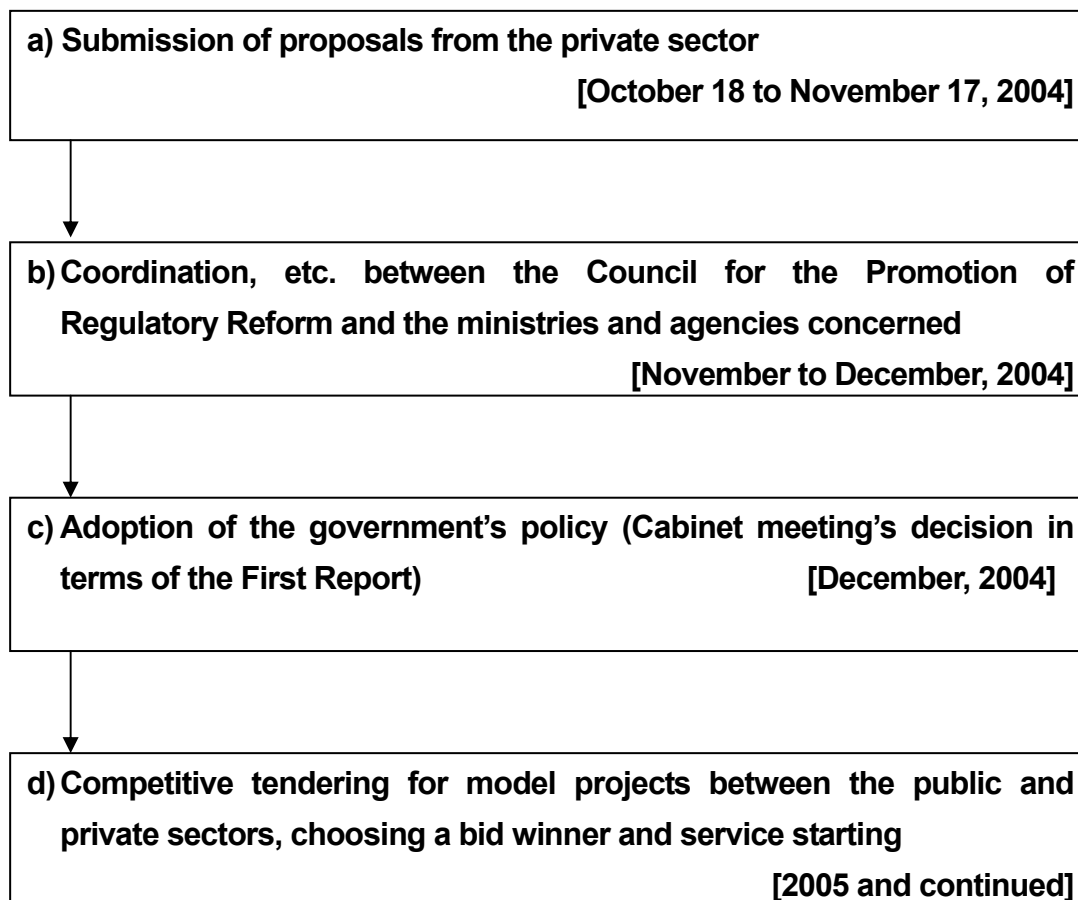 a) Submission of proposals from the private sector
[October 18 to November 17, 2004]
b) Coordination, etc. between the Council for the Promotion of
Regulatory Reform and the ministries and agencies concerned
[November to December, 2004]
c) Adoption of the government’s policy (Cabinet meeting’s decision in
terms of the First Report) [December, 2004]
d) Competitive tendering for model projects between the public and
private sectors, choosing a bid winner and service starting
[2005 and continued]